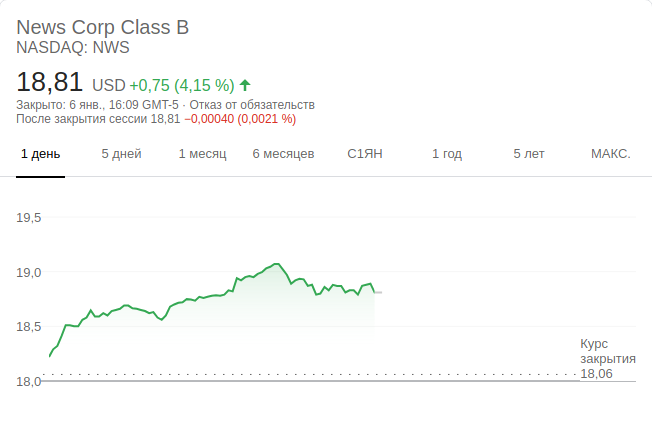 News Corp Class B
NASDAQ: NWS
18,81 USD +0,75 (4,15 %)
Закрыто: 6 янв., 16:09 GMT-5 · Отказ от обязательств
После закрытия сессии 18,81 −0,00040 (0,0021 %)
1 день 5 дней 1 месяц 6 месяцев С1ЯН 1 год 5 лет МАКС.
19,5
19,0
18,5
Курс
закрытия
18,06
18,0